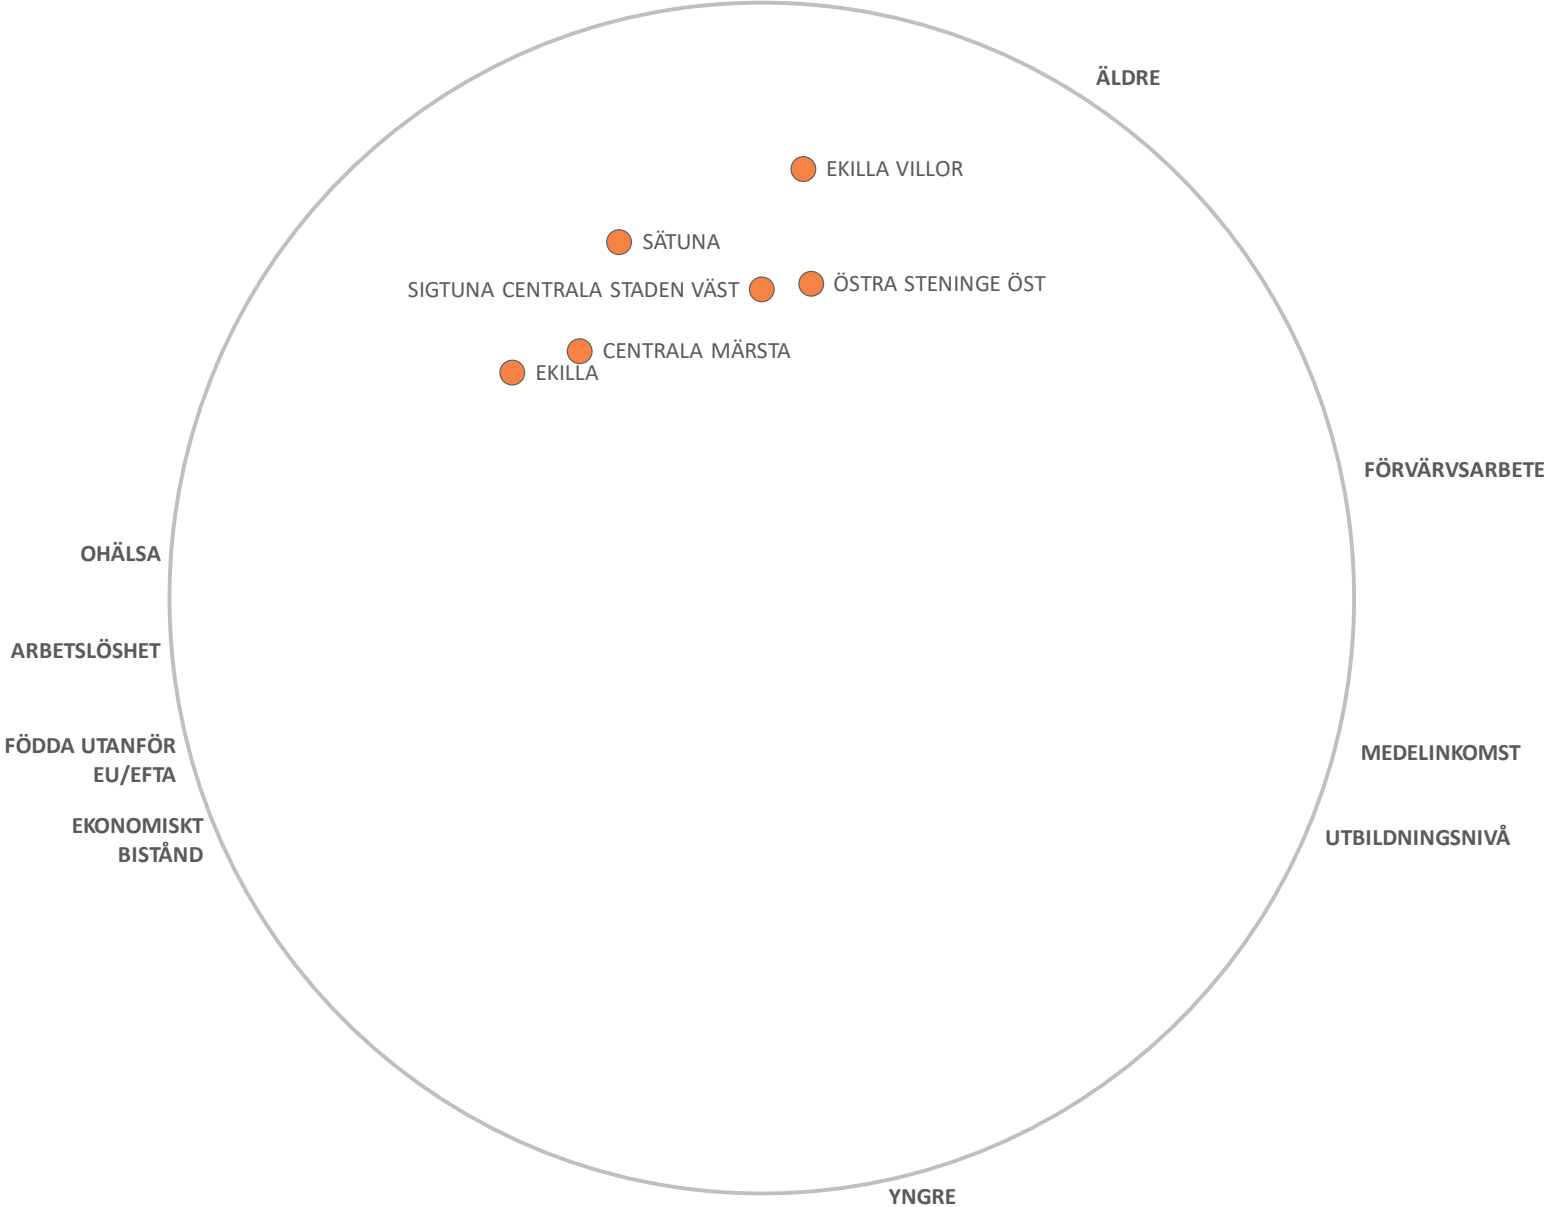 ÄLDRE
EKILLA VILLOR
SÄTUNA
ÖSTRA STENINGE ÖST
SIGTUNA CENTRALA STADEN VÄST
CENTRALA MÄRSTA
EKILLA
FÖRVÄRVSARBETE
OHÄLSA
ARBETSLÖSHET
FÖDDA UTANFÖR
EU/EFTA
MEDELINKOMST
EKONOMISKT
BISTÅND
UTBILDNINGSNIVÅ
YNGRE